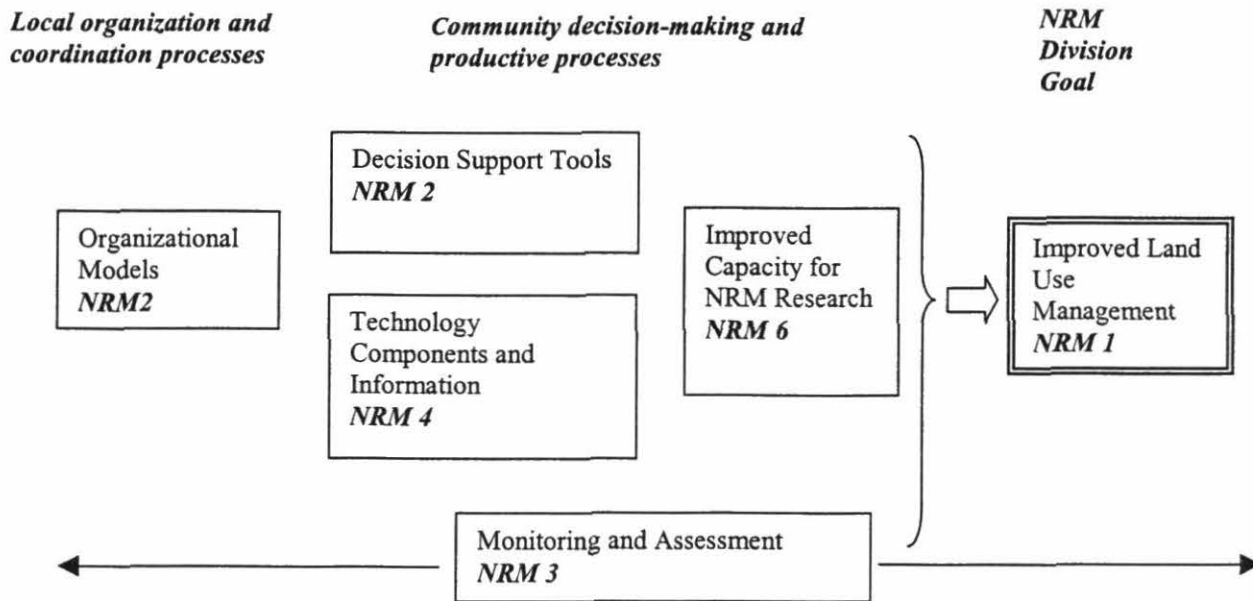 Local organization and
coordination processes
Community decision-making and
productive processes
NRM
Division
Goal
Decision Support Tools
NRM 2
Organizational
Models
NRM2
Technology
Components and
Information
NRM 4
Improved
Capacity for
NRM Research
NRM 6
Improved Land
Use
Management
NRM 1
Monitoring and Assessment
NRM 3